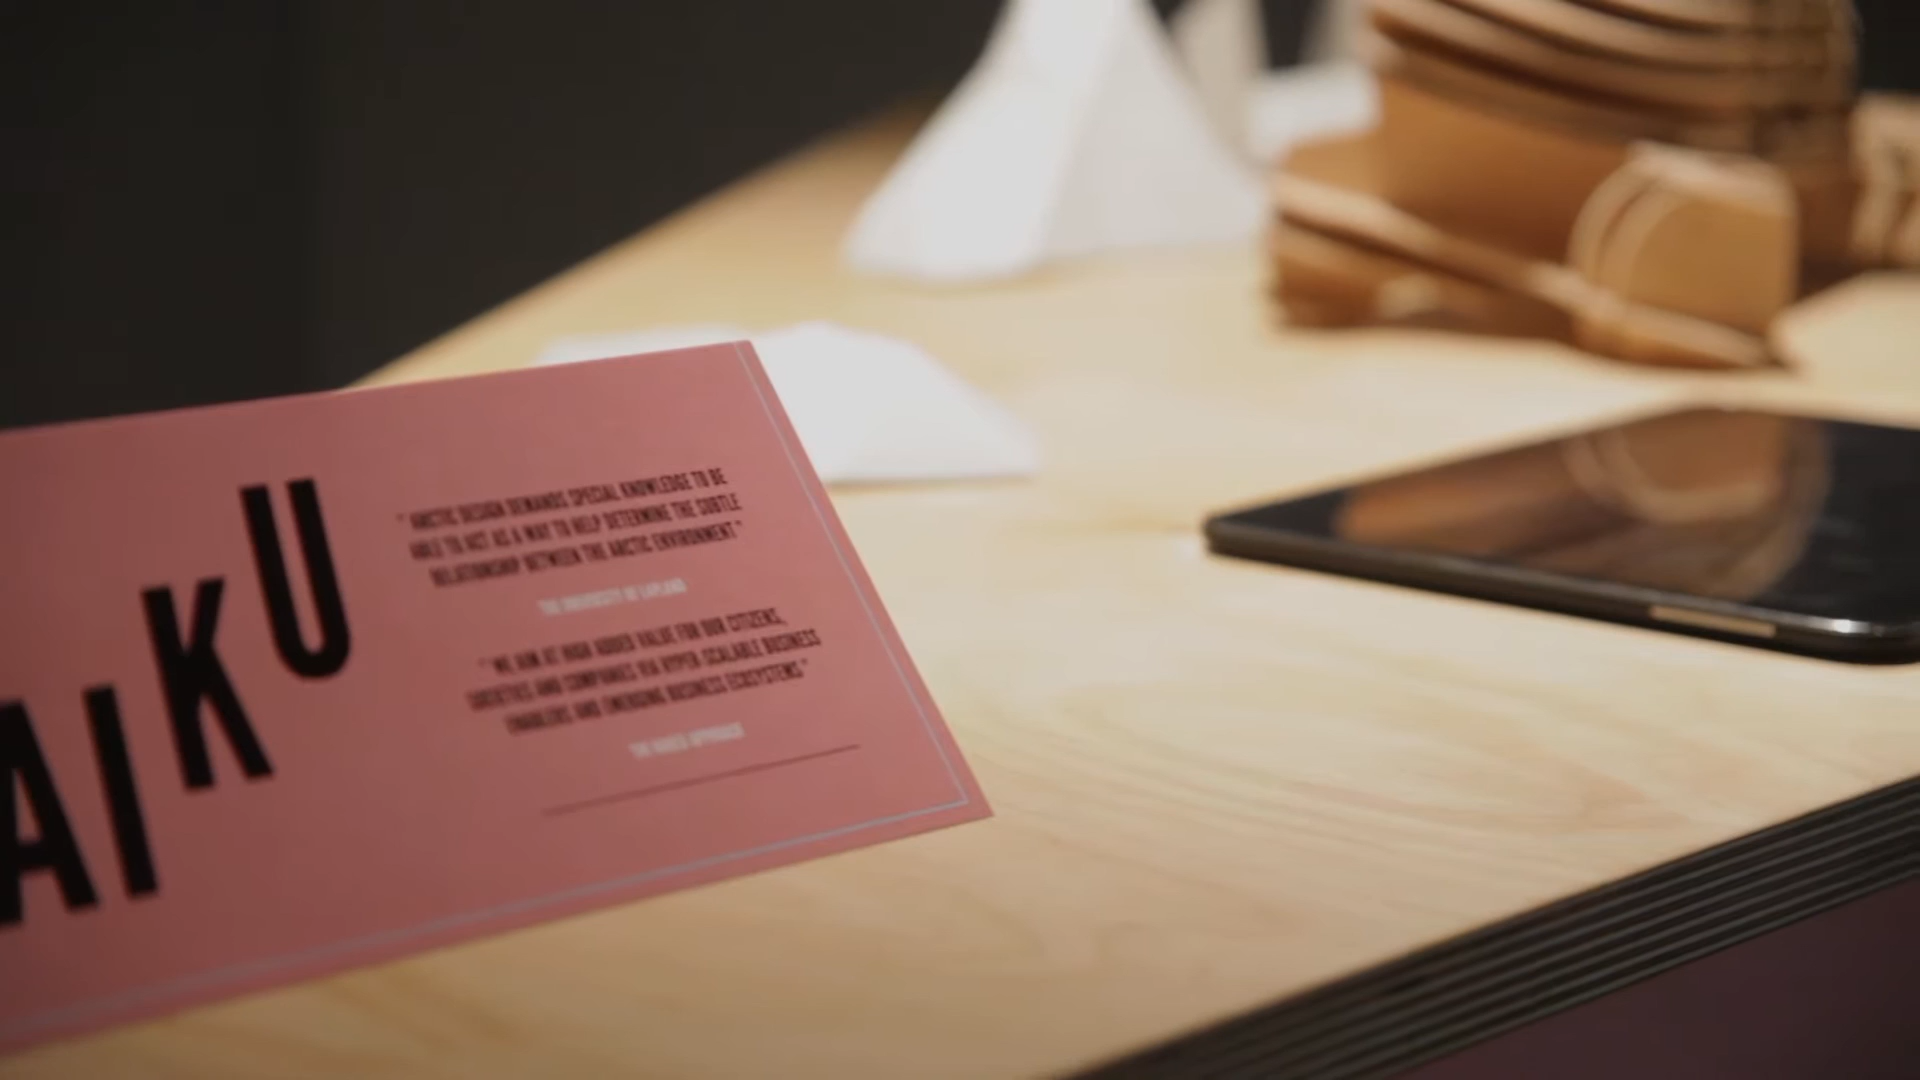 AIKU
" ARCTIC DESIGN DEMANDS SPECIAL KNOWLEDGE TO BE
ABLE TO ACT AS A WAY TO HELP DETERMINE THE SUBTLE
RELATIONSHIP BETWEEN THE ARCTIC ENVIRONMENT"
THE UNIVERSITY OF LAPLAND
" WE AIM AT HIGH ADDED VALUE FOR OUR CITIZENS,
SOCIETIES AND COMPANIES VIA HYPER SCALABLE BUSINESS
ENABLERS AND EMERGING BUSINESS ECOSYSTEMS"
THE APPROACH